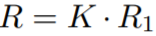 R = K · R₁